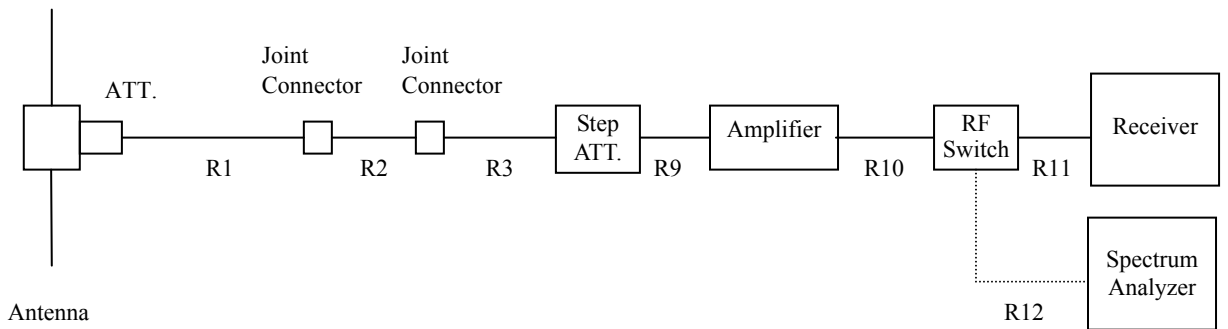 ATT.
Joint
Connector
Joint
Connector
Step
ATT.
Amplifier
RF
Switch
Receiver
R1
R2
R3
R9
R10
R11
Spectrum
Analyzer
Antenna
R12